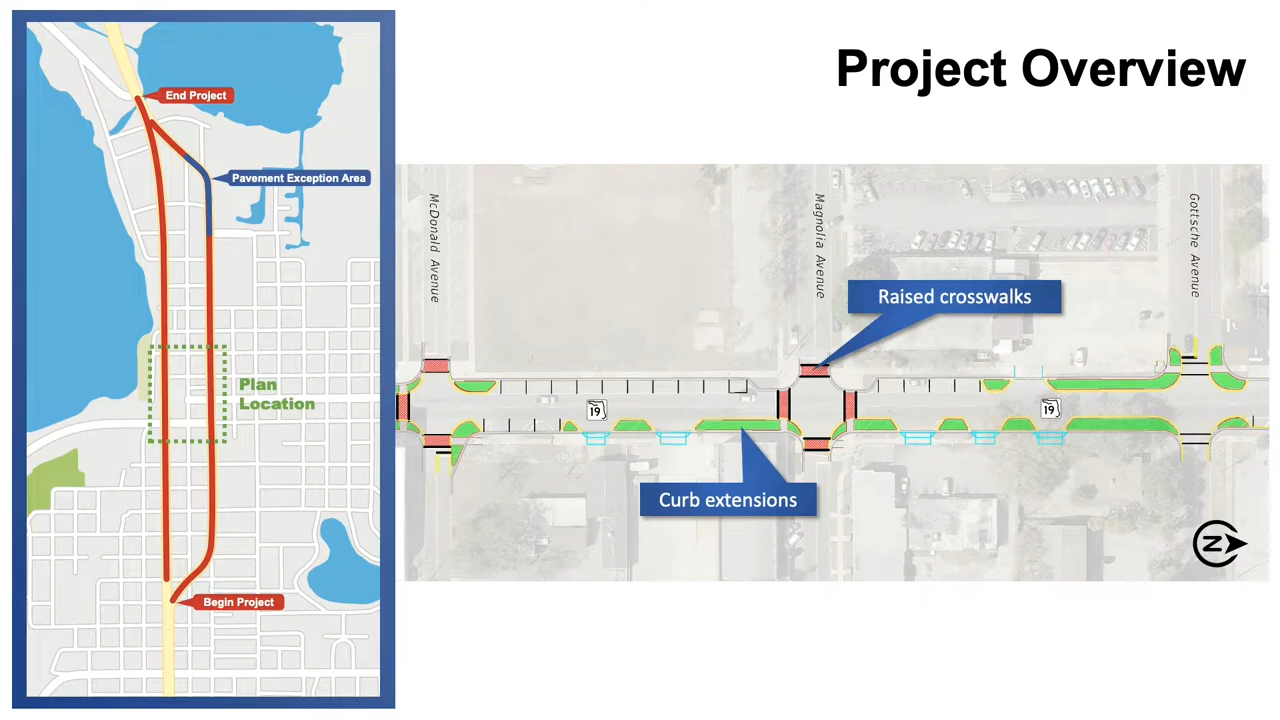 Project Overview
End Project
Pavement Exception Area
Plan
Location
Begin Project
McDonald Avenue
Magnolia Avenue
Gottsche Avenue
Raised crosswalks
19
19
Curb extensions
N